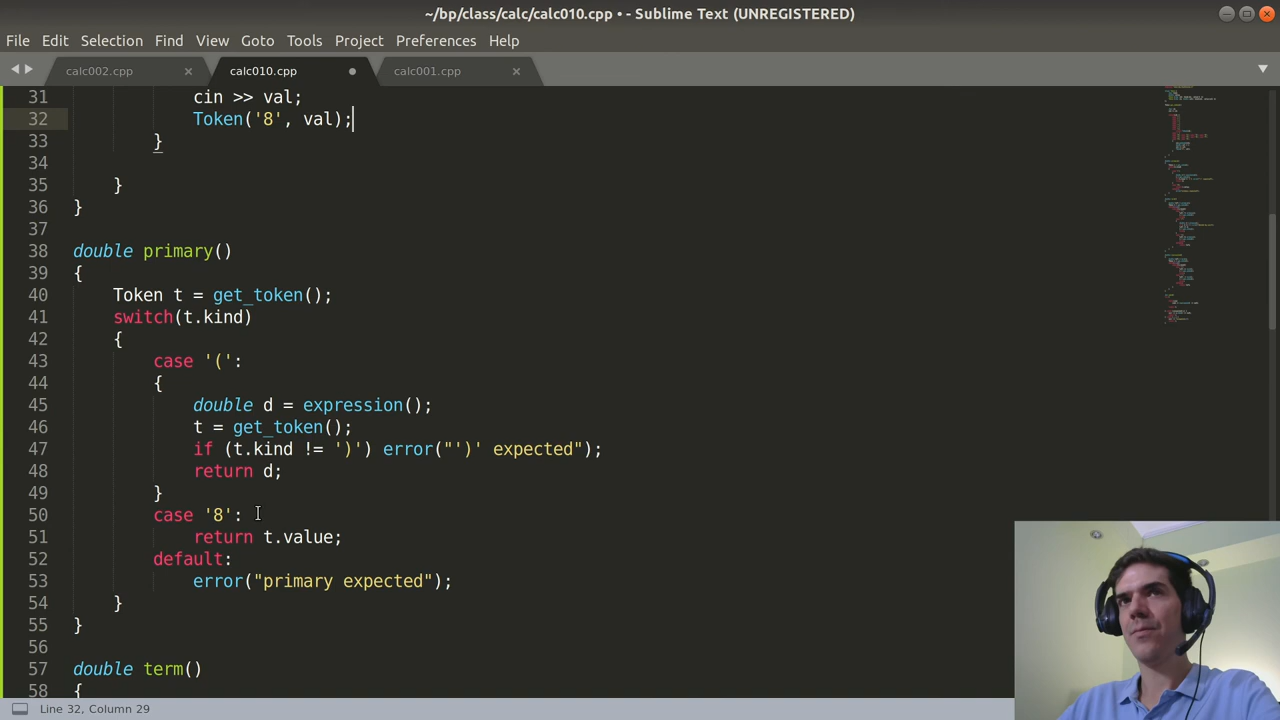 ~/bp/class/calc/calc010.cpp • - Sublime Text (UNREGISTERED)
File Edit Selection Find View Goto Tools Project Preferences Help
calc002.cpp calc010.cpp calc001.cpp
31 cin >> val;
32 Token('8', val);
33 }
34
35 }
36 }
37
38 double primary()
39 {
40 Token t = get_token();
41 switch(t.kind)
42 {
43 case '(':
44 {
45 double d = expression();
46 t = get_token();
47 if (t.kind != ')') error("')' expected");
48 return d;
49 }
50 case '8':
51 return t.value;
52 default:
53 error("primary expected");
54 }
55 }
56
57 double term()
58 {
Line 32, Column 29